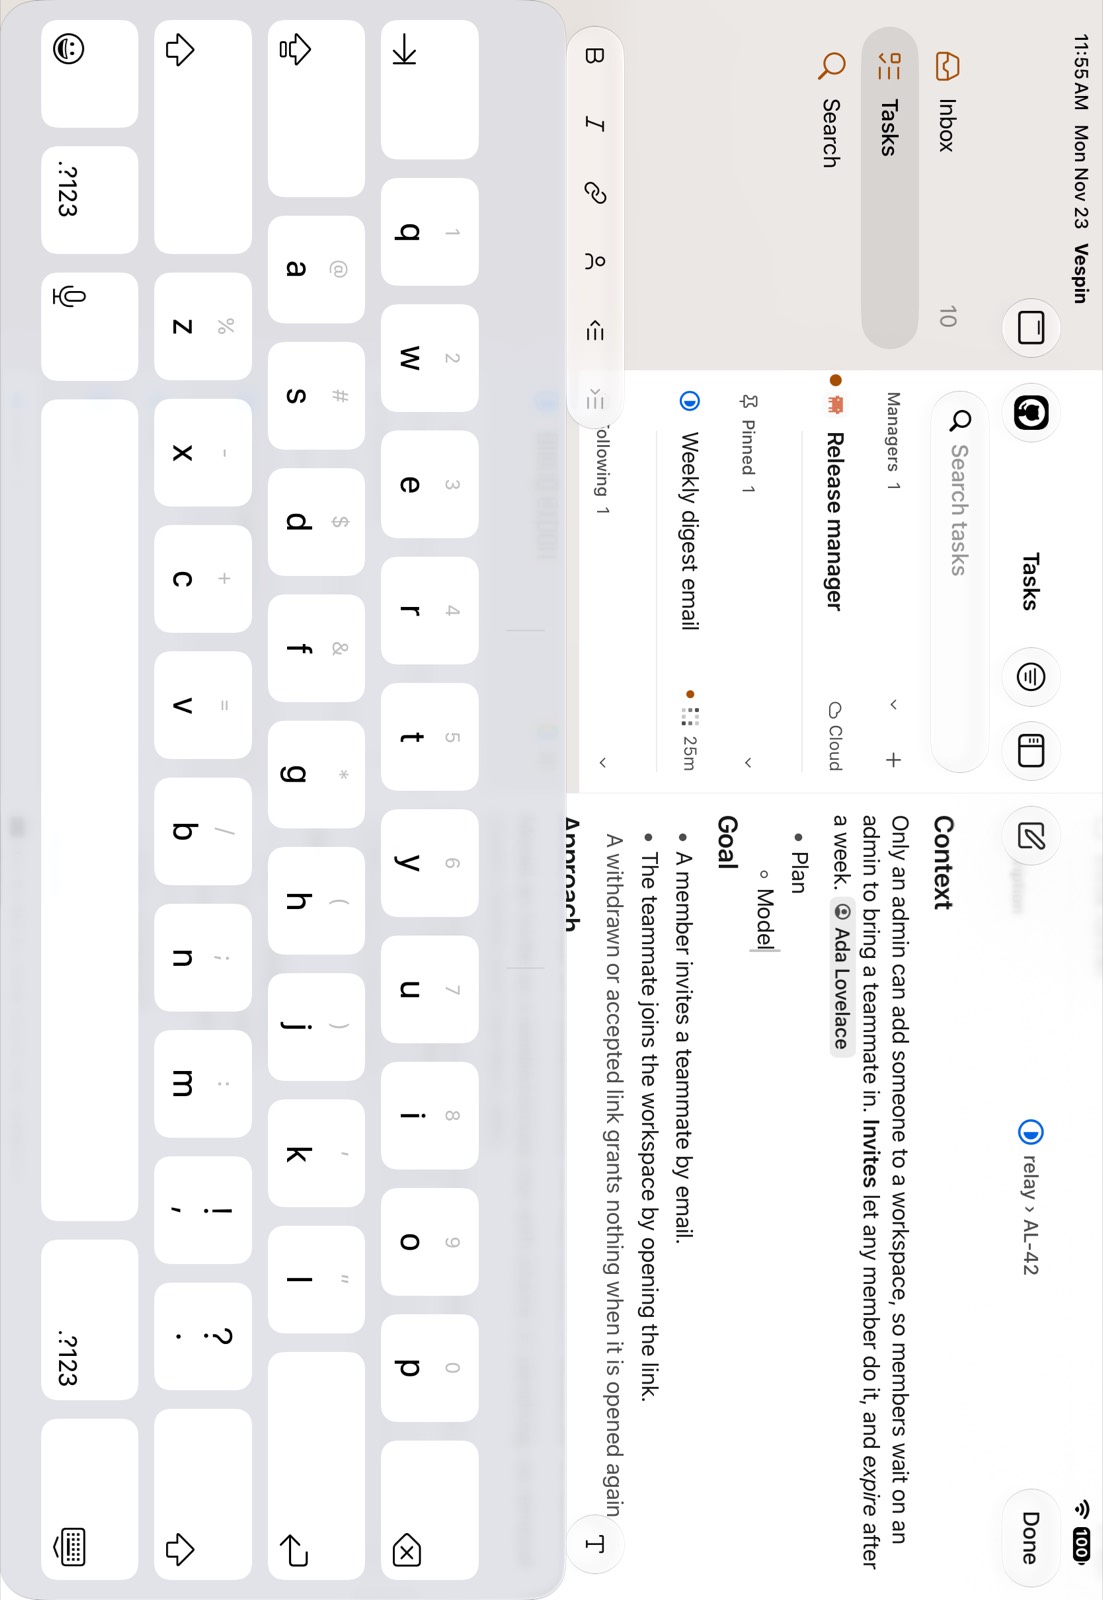 11:55 AM Mon Nov 23 Vespin
100
Inbox 10
Tasks
Search
Tasks
Search tasks
Managers 1
Release manager Cloud
Pinned 1
Weekly digest email 25m
ollowing 1
relay › AL-42
Done
Context
Only an admin can add someone to a workspace, so members wait on an
admin to bring a teammate in. Invites let any member do it, and expire after
a week. Ada Lovelace
Plan
Model
Goal
A member invites a teammate by email.
The teammate joins the workspace by opening the link.
A withdrawn or accepted link grants nothing when it is opened again
Approach
B I T
1 2 3 4 5 6 7 8 9 0
q w e r t y u i o p
@ # $ & * ( ) ' "
a s d f g h j k l
% - + = / ; : ! ?
z x c v b n m , .
.?123 .?123